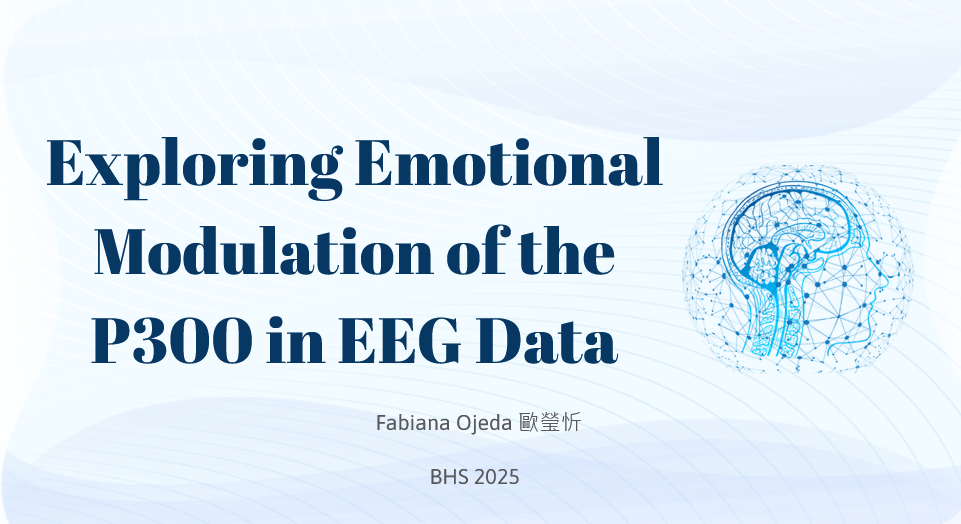 Exploring Emotional
Modulation of the
P300 in EEG Data
Fabiana Ojeda 歐瑩忻
BHS 2025